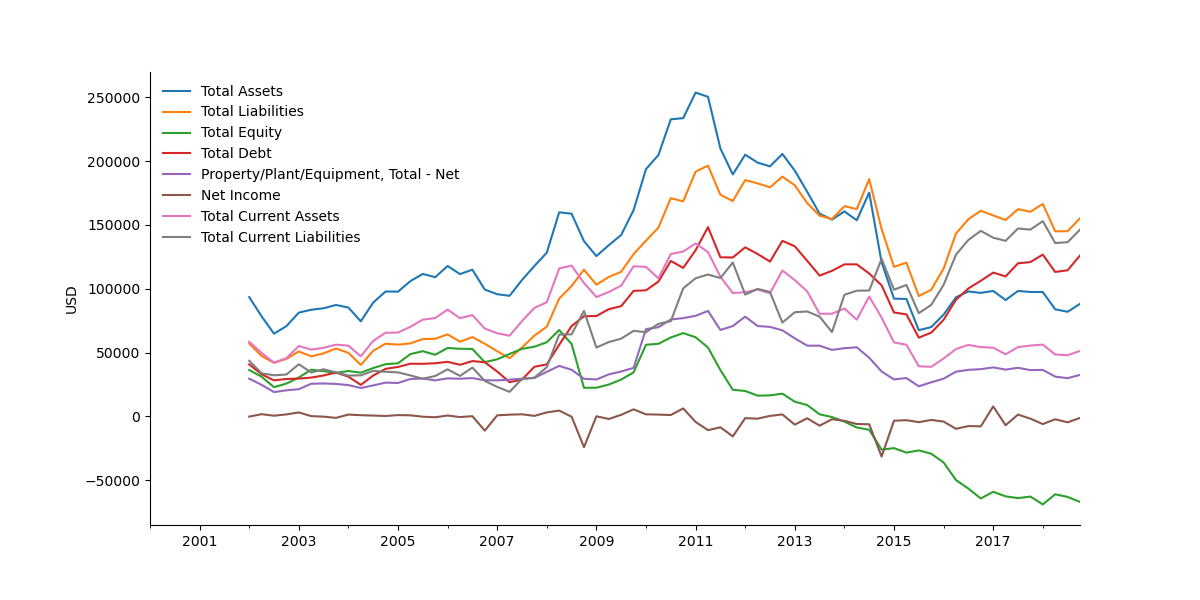 USD
250000
200000
150000
100000
50000
0
−50000
Total Assets
Total Liabilities
Total Equity
Total Debt
Property/Plant/Equipment, Total - Net
Net Income
Total Current Assets
Total Current Liabilities
2001 2003 2005 2007 2009 2011 2013 2015 2017